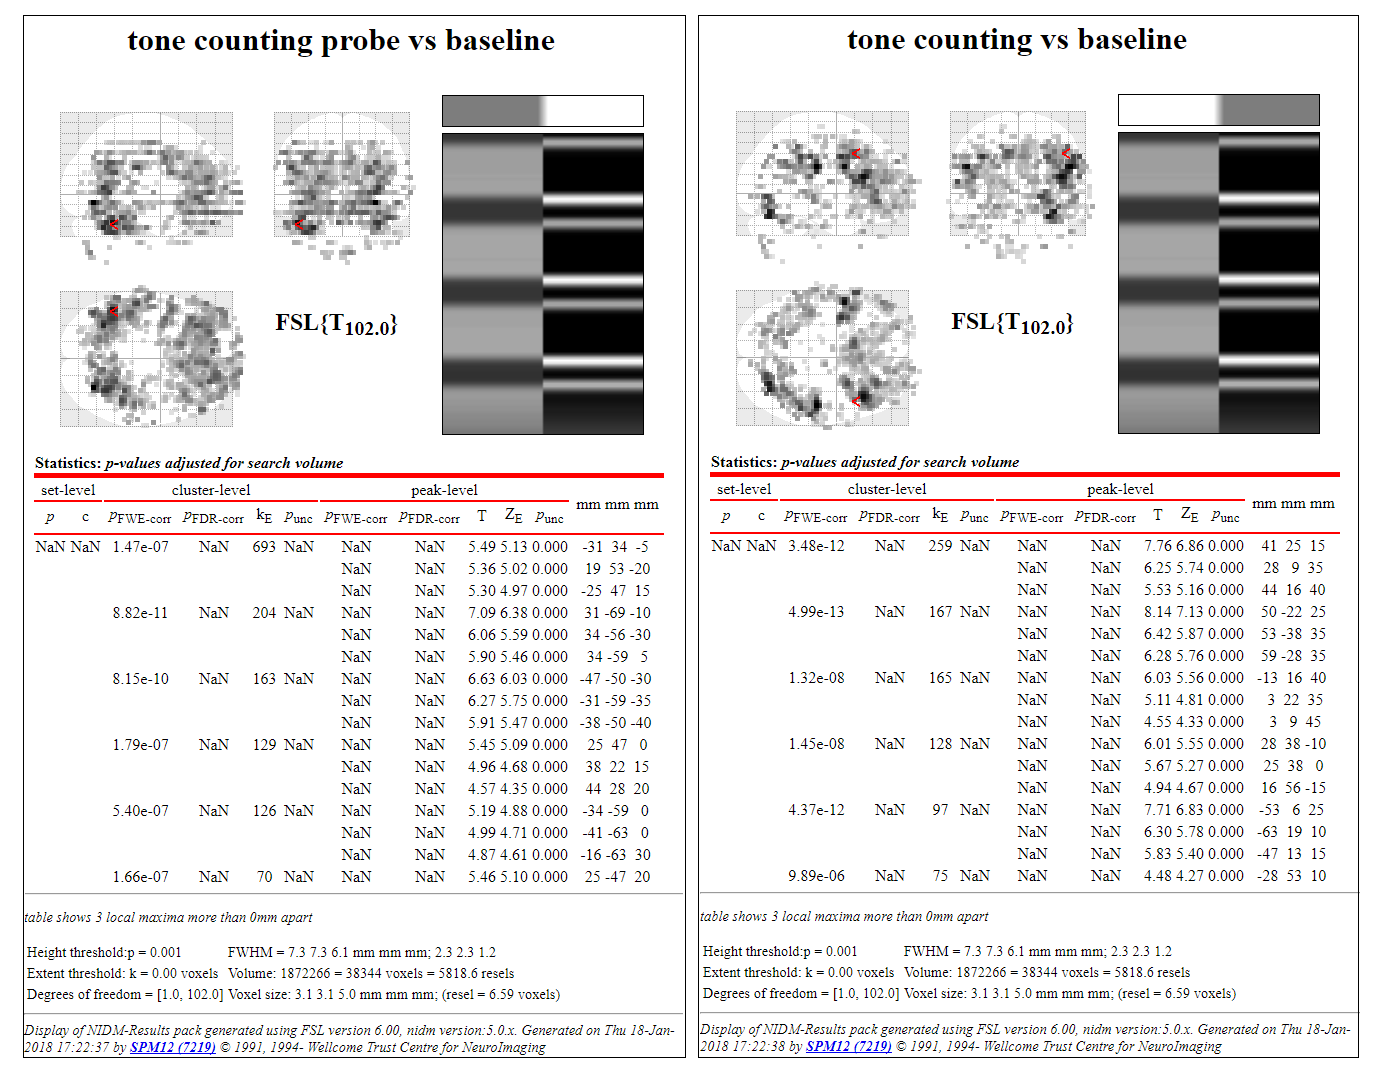 tone counting probe vs baseline
FSL{T102.0}
Statistics: p-values adjusted for search volume
set-level cluster-level peak-level mm mm mm
p c pFWE-corr pFDR-corr kE punc pFWE-corr pFDR-corr T ZE punc
NaN NaN 1.47e-07 NaN 693 NaN NaN NaN 5.49 5.13 0.000 -31 34 -5
NaN NaN 5.36 5.02 0.000 19 53 -20
NaN NaN 5.30 4.97 0.000 -25 47 15
8.82e-11 NaN 204 NaN NaN NaN 7.09 6.38 0.000 31 -69 -10
NaN NaN 6.06 5.59 0.000 34 -56 -30
NaN NaN 5.90 5.46 0.000 34 -59 5
8.15e-10 NaN 163 NaN NaN NaN 6.63 6.03 0.000 -47 -50 -30
NaN NaN 6.27 5.75 0.000 -31 -59 -35
NaN NaN 5.91 5.47 0.000 -38 -50 -40
1.79e-07 NaN 129 NaN NaN NaN 5.45 5.09 0.000 25 47 0
NaN NaN 4.96 4.68 0.000 38 22 15
NaN NaN 4.57 4.35 0.000 44 28 20
5.40e-07 NaN 126 NaN NaN NaN 5.19 4.88 0.000 -34 -59 0
NaN NaN 4.99 4.71 0.000 -41 -63 0
NaN NaN 4.87 4.61 0.000 -16 -63 30
1.66e-07 NaN 70 NaN NaN NaN 5.46 5.10 0.000 25 -47 20
table shows 3 local maxima more than 0mm apart
Height threshold:p = 0.001 FWHM = 7.3 7.3 6.1 mm mm mm; 2.3 2.3 1.2
Extent threshold: k = 0.00 voxels Volume: 1872266 = 38344 voxels = 5818.6 resels
Degrees of freedom = [1.0, 102.0] Voxel size: 3.1 3.1 5.0 mm mm mm; (resel = 6.59 voxels)
Display of NIDM-Results pack generated using FSL version 6.00, nidm version:5.0.x. Generated on Thu 18-Jan-
2018 17:22:37 by SPM12 (7219) © 1991, 1994- Wellcome Trust Centre for NeuroImaging
tone counting vs baseline
FSL{T102.0}
Statistics: p-values adjusted for search volume
set-level cluster-level peak-level mm mm mm
p c pFWE-corr pFDR-corr kE punc pFWE-corr pFDR-corr T ZE punc
NaN NaN 3.48e-12 NaN 259 NaN NaN NaN 7.76 6.86 0.000 41 25 15
NaN NaN 6.25 5.74 0.000 28 9 35
NaN NaN 5.53 5.16 0.000 44 16 40
4.99e-13 NaN 167 NaN NaN NaN 8.14 7.13 0.000 50 -22 25
NaN NaN 6.42 5.87 0.000 53 -38 35
NaN NaN 6.28 5.76 0.000 59 -28 35
1.32e-08 NaN 165 NaN NaN NaN 6.03 5.56 0.000 -13 16 40
NaN NaN 5.11 4.81 0.000 3 22 35
NaN NaN 4.55 4.33 0.000 3 9 45
1.45e-08 NaN 128 NaN NaN NaN 6.01 5.55 0.000 28 38 -10
NaN NaN 5.67 5.27 0.000 25 38 0
NaN NaN 4.94 4.67 0.000 16 56 -15
4.37e-12 NaN 97 NaN NaN NaN 7.71 6.83 0.000 -53 6 25
NaN NaN 6.30 5.78 0.000 -63 19 10
NaN NaN 5.83 5.40 0.000 -47 13 15
9.89e-06 NaN 75 NaN NaN NaN 4.48 4.27 0.000 -28 53 10
table shows 3 local maxima more than 0mm apart
Height threshold:p = 0.001 FWHM = 7.3 7.3 6.1 mm mm mm; 2.3 2.3 1.2
Extent threshold: k = 0.00 voxels Volume: 1872266 = 38344 voxels = 5818.6 resels
Degrees of freedom = [1.0, 102.0] Voxel size: 3.1 3.1 5.0 mm mm mm; (resel = 6.59 voxels)
Display of NIDM-Results pack generated using FSL version 6.00, nidm version:5.0.x. Generated on Thu 18-Jan-
2018 17:22:38 by SPM12 (7219) © 1991, 1994- Wellcome Trust Centre for NeuroImaging